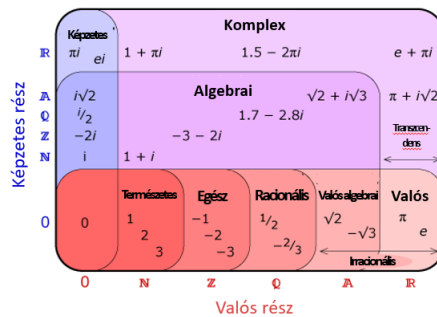 Képzetes Komplex
ℝ πi ei 1 + πi 1.5 − 2πi e + πi
𝔸 i√2 Algebrai √2 + i√3 π + i√2
ℚ i/2 1.7 − 2.8i Transzcen-
ℤ −2i −3 − 2i dens
ℕ i 1 + i
Természetes Egész Racionális Valós algebrai Valós
0 0 1 2 3 −1 −2 −3 1/2 −2/3 √2 −√3 π e
Irracionális
0 ℕ ℤ ℚ 𝔸 ℝ
Valós rész
Képzetes rész